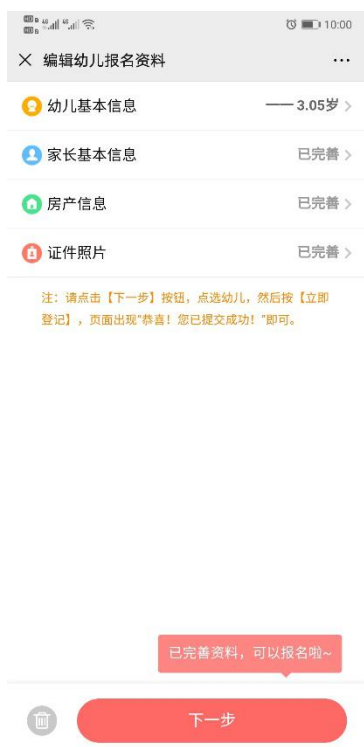 10:00
编辑幼儿报名资料
幼儿基本信息 —— 3.05岁
家长基本信息 已完善
房产信息 已完善
证件照片 已完善
注：请点击【下一步】按钮，点选幼儿，然后按【立即
登记】，页面出现“恭喜！您已提交成功！”即可。
已完善资料，可以报名啦~
下一步